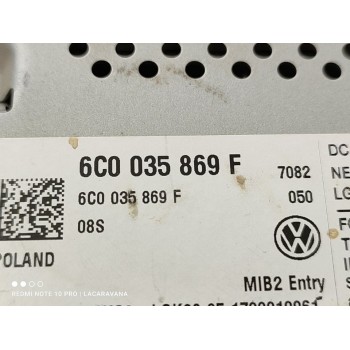 6C0 035 869 F 7082
6C0 035 869 F 050
08S
POLAND
MIB2 Entry
DC
NE
LG
REDMI NOTE 10 PRO | LACARAVANA